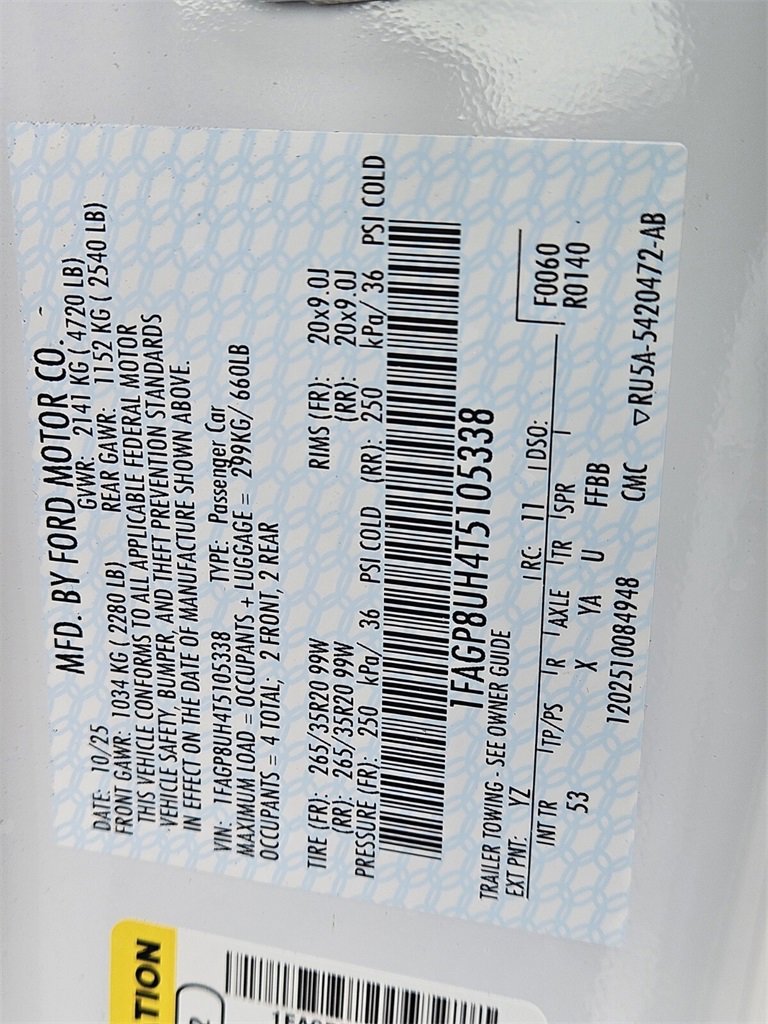 MFD. BY FORD MOTOR CO.
DATE: 10/25 GVWR: 2141 KG ( 4720 LB)
FRONT GAWR: 1034 KG ( 2280 LB) REAR GAWR: 1152 KG ( 2540 LB)
THIS VEHICLE CONFORMS TO ALL APPLICABLE FEDERAL MOTOR
VEHICLE SAFETY, BUMPER, AND THEFT PREVENTION STANDARDS
IN EFFECT ON THE DATE OF MANUFACTURE SHOWN ABOVE.
VIN: 1FAGP8UH4T5105338 TYPE: Passenger Car
MAXIMUM LOAD = OCCUPANTS + LUGGAGE = 299KG/ 660LB
OCCUPANTS = 4 TOTAL; 2 FRONT, 2 REAR
TIRE (FR): 265/35R20 99W RIMS (FR): 20x9.0J
(RR): 265/35R20 99W (RR): 20x9.0J
PRESSURE (FR): 250 kPa/ 36 PSI COLD (RR): 250 kPa/ 36 PSI COLD
1FAGP8UH4T5105338
TRAILER TOWING - SEE OWNER GUIDE
EXT PNT: YZ RC: 11 DSO:
INT TR TP/PS R AXLE TR SPR
F0060
R0140
53 X YA U FFBB
1202510084948 CMC ▽RU5A-5420472-AB
TION